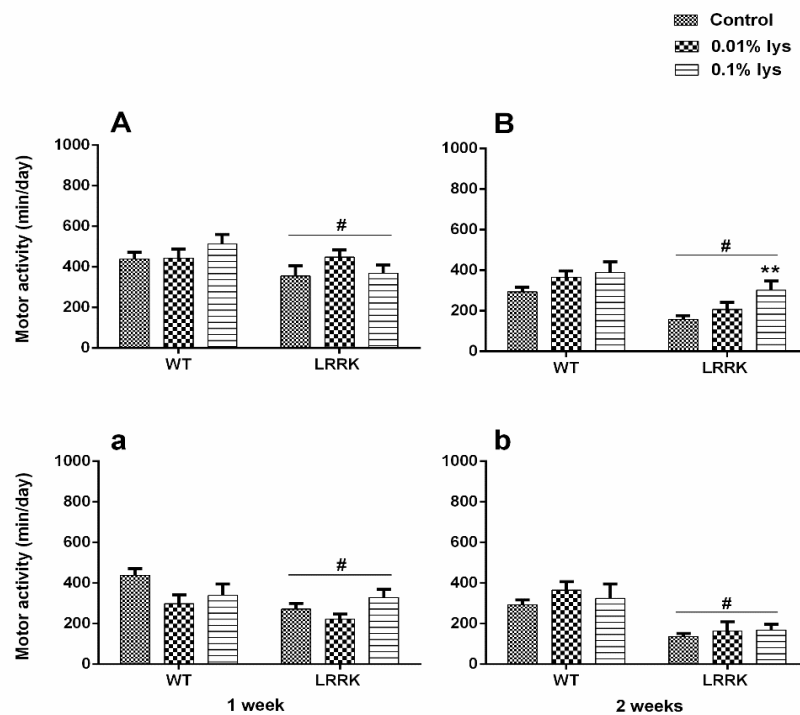 Control
0.01% lys
0.1% lys
A
B
Motor activity (min/day)
1000
800
600
400
200
0
#
WT
LRRK
1000
800
600
400
200
0
#
**
WT
LRRK
a
b
Motor activity (min/day)
1000
800
600
400
200
0
#
WT
LRRK
1 week
1000
800
600
400
200
0
#
WT
LRRK
2 weeks